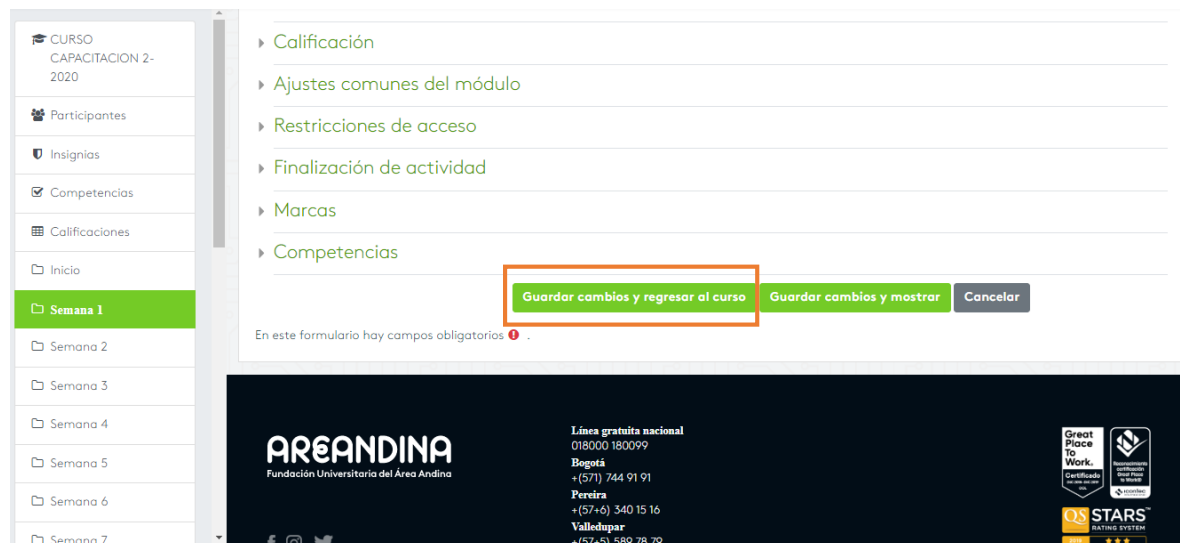 CURSO
CAPACITACION 2-
2020
Participantes
Insignias
Competencias
Calificaciones
Inicio
Semana 1
Semana 2
Semana 3
Semana 4
Semana 5
Semana 6
Semana 7
Calificación
Ajustes comunes del módulo
Restricciones de acceso
Finalización de actividad
Marcas
Competencias
Guardar cambios y regresar al curso Guardar cambios y mostrar Cancelar
En este formulario hay campos obligatorios .
AREANDINA
Fundación Universitaria del Área Andina
Línea gratuita nacional
018000 180099
Bogotá
+(571) 744 91 91
Pereira
+(57+6) 340 15 16
Valledupar
+(57+5) 589 78 79
Great
Place
To
Work.
Certificado
icontec
QS STARS™
RATING SYSTEM
2019